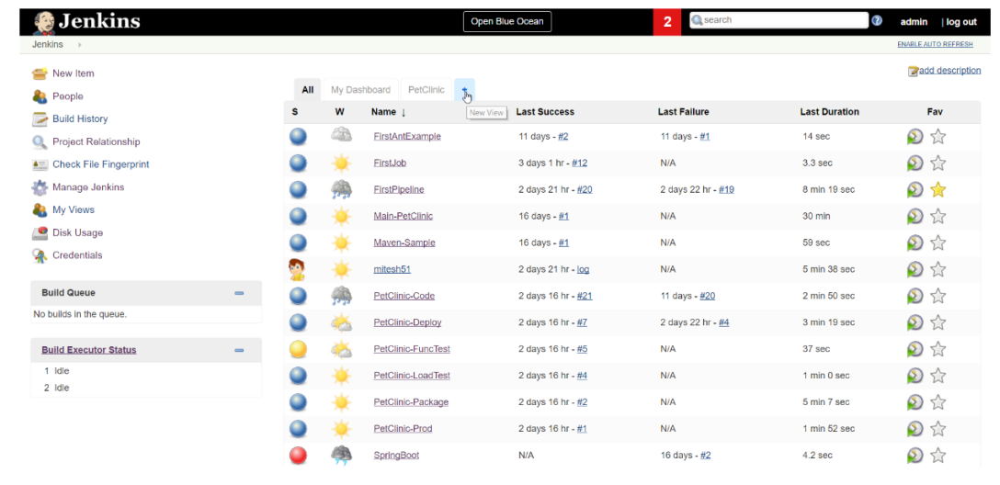 Jenkins
Open Blue Ocean
2
search
admin | log out
Jenkins
ENABLE AUTO REFRESH
New Item
People
Build History
Project Relationship
Check File Fingerprint
Manage Jenkins
My Views
Disk Usage
Credentials
Build Queue
No builds in the queue.
Build Executor Status
1 Idle
2 Idle
add description
All My Dashboard PetClinic +
New View
S W Name ↓ Last Success Last Failure Last Duration Fav
FirstAntExample 11 days - #2 11 days - #1 14 sec
FirstJob 3 days 1 hr - #12 N/A 3.3 sec
FirstPipeline 2 days 21 hr - #20 2 days 22 hr - #19 8 min 19 sec
Main-PetClinic 16 days - #1 N/A 30 min
Maven-Sample 16 days - #1 N/A 59 sec
mitesh51 2 days 21 hr - log N/A 5 min 38 sec
PetClinic-Code 2 days 16 hr - #21 11 days - #20 2 min 50 sec
PetClinic-Deploy 2 days 16 hr - #7 2 days 22 hr - #4 3 min 19 sec
PetClinic-FuncTest 2 days 16 hr - #5 N/A 37 sec
PetClinic-LoadTest 2 days 16 hr - #4 N/A 1 min 0 sec
PetClinic-Package 2 days 16 hr - #2 N/A 5 min 7 sec
PetClinic-Prod 2 days 16 hr - #1 N/A 1 min 52 sec
SpringBoot N/A 16 days - #2 4.2 sec